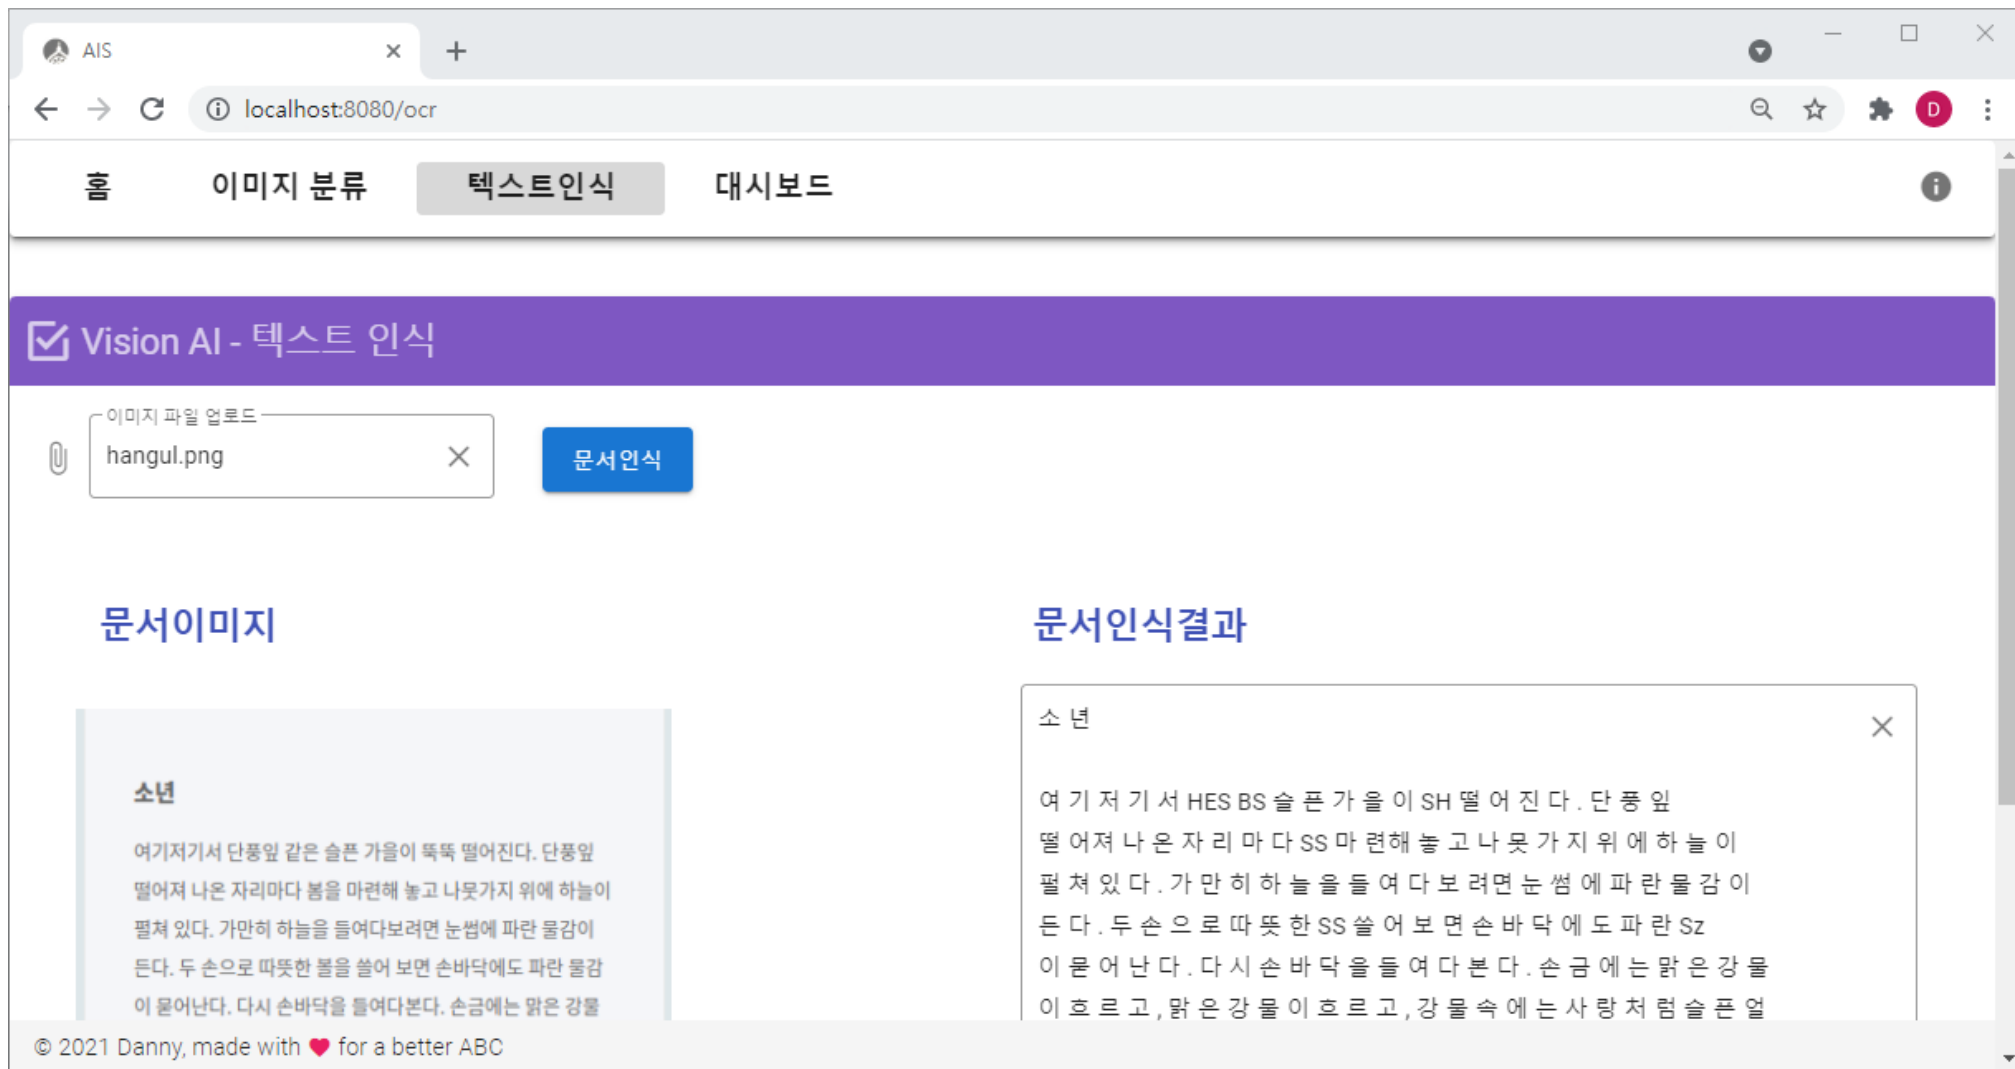 AIS
localhost:8080/ocr
D
홈 이미지 분류 텍스트인식 대시보드
Vision AI - 텍스트 인식
이미지 파일 업로드
hangul.png
문서인식
문서이미지
소년
여기저기서 단풍잎 같은 슬픈 가을이 뚝뚝 떨어진다. 단풍잎
떨어져 나온 자리마다 봄을 마련해 놓고 나뭇가지 위에 하늘이
펼쳐 있다. 가만히 하늘을 들여다보려면 눈썹에 파란 물감이
든다. 두 손으로 따뜻한 볼을 쓸어 보면 손바닥에도 파란 물감
이 묻어난다. 다시 손바닥을 들여다본다. 손금에는 맑은 강물
문서인식결과
소 년
여 기 저 기 서 HES BS 슬 픈 가 을 이 SH 떨 어 진 다 . 단 풍 잎
떨 어져 나 온 자 리 마 다 SS 마 련해 놓 고 나 뭇 가 지 위 에 하 늘 이
펼 쳐 있 다 . 가 만 히 하 늘 을 들 여 다 보 려면 눈 썹 에 파 란 물 감 이
든 다 . 두 손 으 로 따 뜻 한 SS 쓸 어 보 면 손 바 닥 에 도 파 란 Sz
이 묻 어 난 다 . 다 시 손 바 닥 을 들 여 다 본 다 . 손 금 에 는 맑 은 강 물
이 흐 르 고 , 맑 은 강 물 이 흐 르 고 , 강 물 속 에 는 사 랑 처 럼 슬 픈 얼
© 2021 Danny, made with ♥ for a better ABC